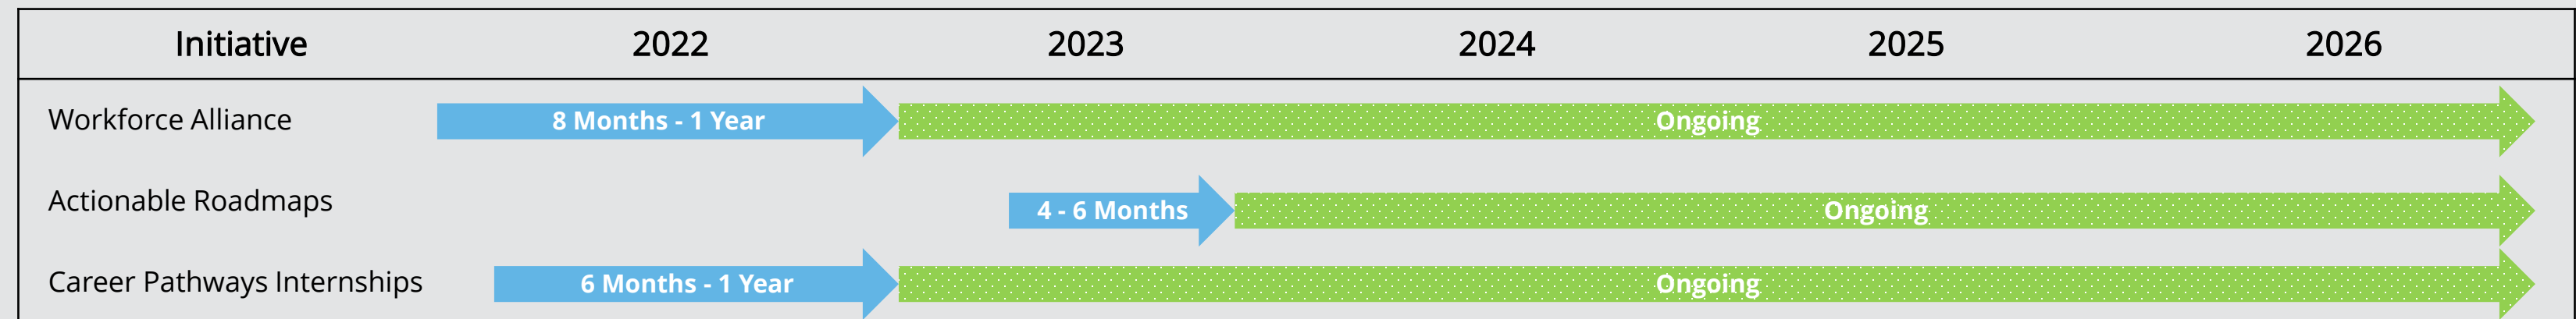 Initiative 2022 2023 2024 2025 2026
Workforce Alliance 8 Months - 1 Year Ongoing
Actionable Roadmaps 4 - 6 Months Ongoing
Career Pathways Internships 6 Months - 1 Year Ongoing